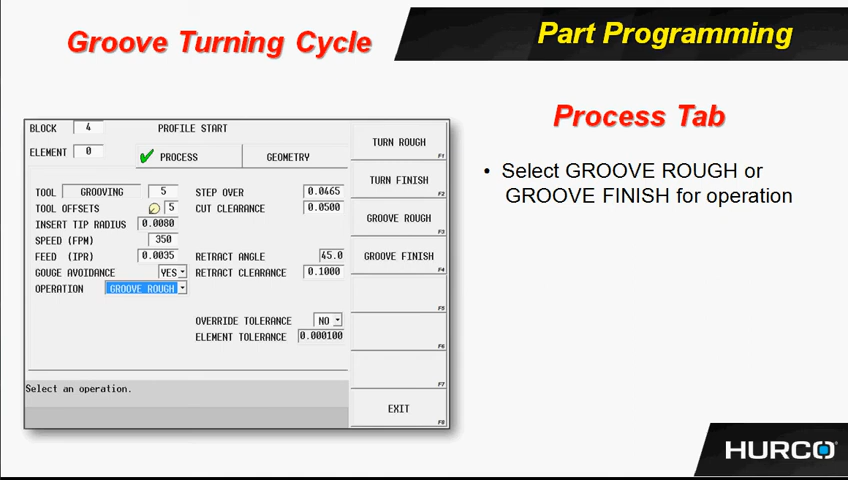 Groove Turning Cycle
Part Programming
Process Tab
• Select GROOVE ROUGH or
GROOVE FINISH for operation
BLOCK 4 PROFILE START
ELEMENT 0
PROCESS GEOMETRY
TOOL GROOVING 5 STEP OVER 0.0465
TOOL OFFSETS 5 CUT CLEARANCE 0.0500
INSERT TIP RADIUS 0.0080
SPEED (FPM) 350
FEED (IPR) 0.0035 RETRACT ANGLE 45.0
GOUGE AVOIDANCE YES RETRACT CLEARANCE 0.1000
OPERATION GROOVE ROUGH
OVERRIDE TOLERANCE NO
ELEMENT TOLERANCE 0.000100
Select an operation.
TURN ROUGH F1
TURN FINISH F2
GROOVE ROUGH F3
GROOVE FINISH F4
F5
F6
F7
EXIT F8
HURCO